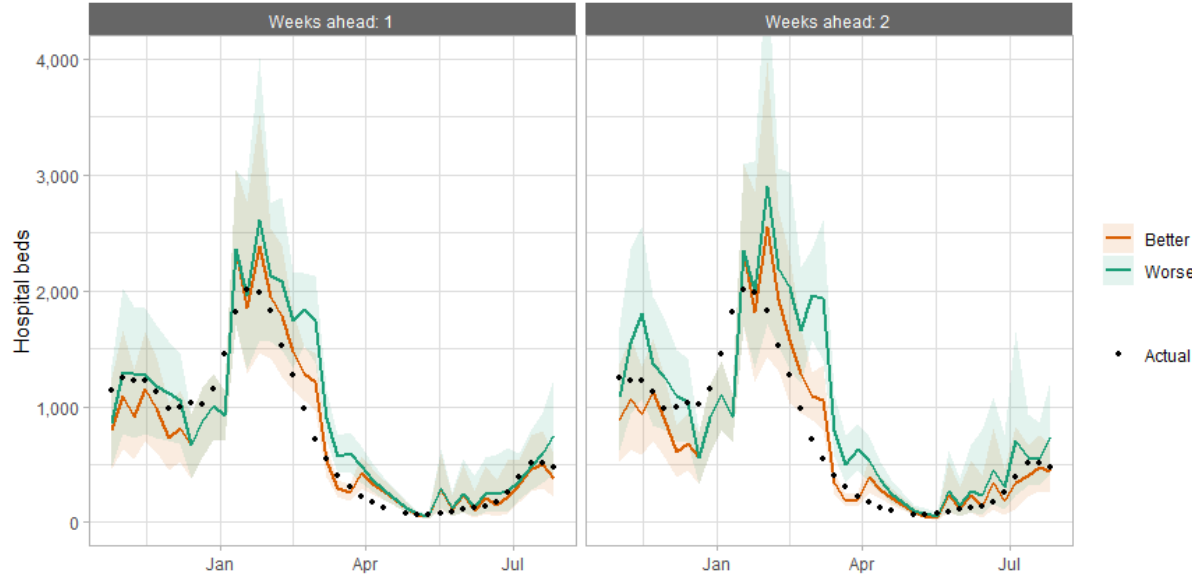 Weeks ahead: 1
Weeks ahead: 2
Hospital beds
4,000
3,000
2,000
1,000
0
Jan
Apr
Jul
Jan
Apr
Jul
Better
Worse
Actual